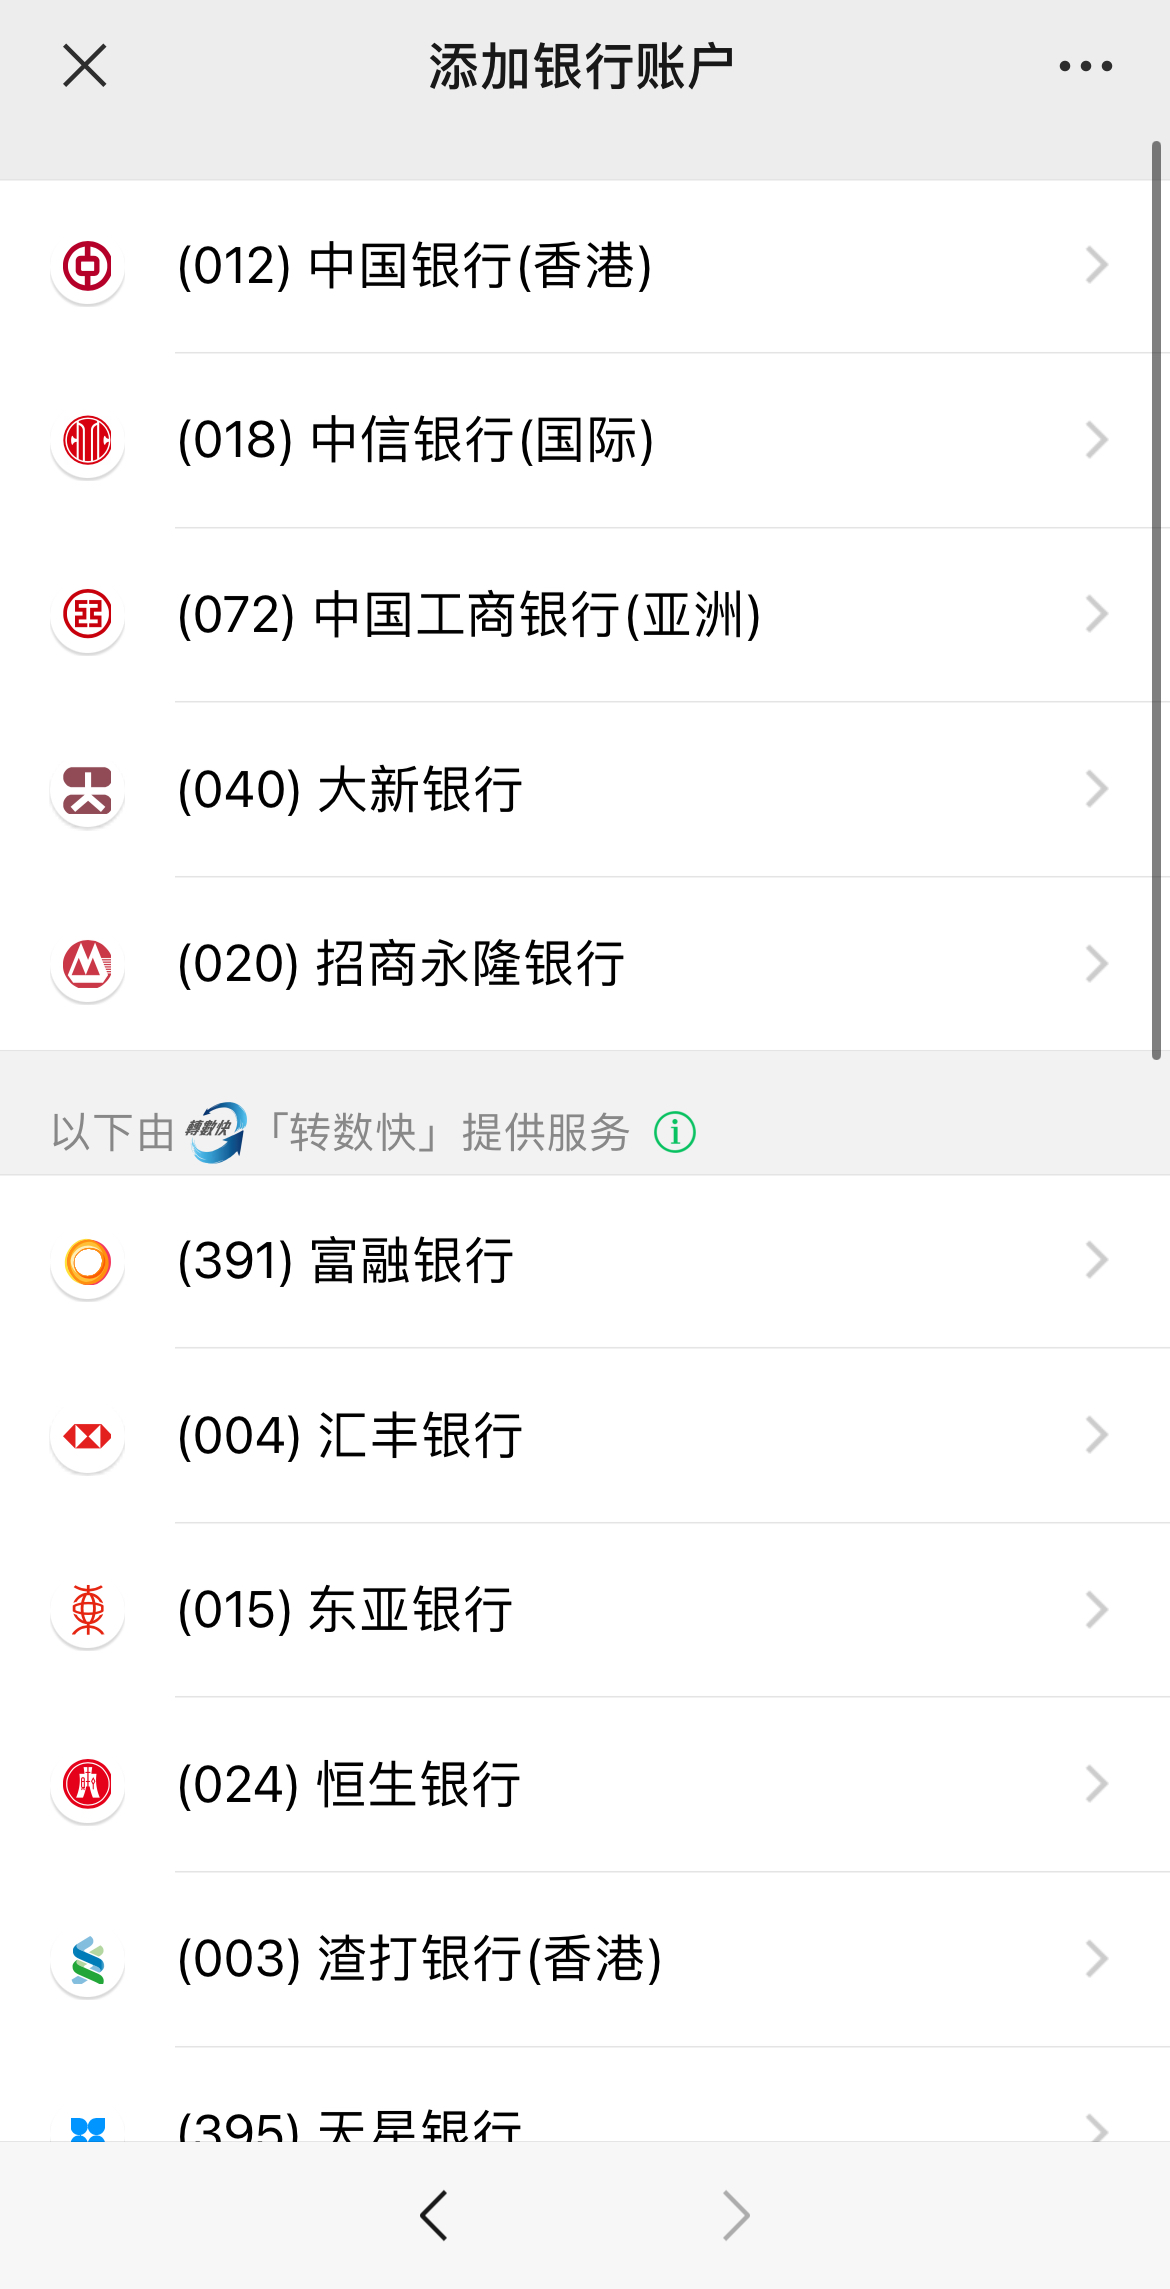 添加银行账户
(012) 中国银行(香港)
(018) 中信银行(国际)
(072) 中国工商银行(亚洲)
(040) 大新银行
(020) 招商永隆银行
以下由 轉數快 「转数快」提供服务
(391) 富融银行
(004) 汇丰银行
(015) 东亚银行
(024) 恒生银行
(003) 渣打银行(香港)
(395) 天星银行